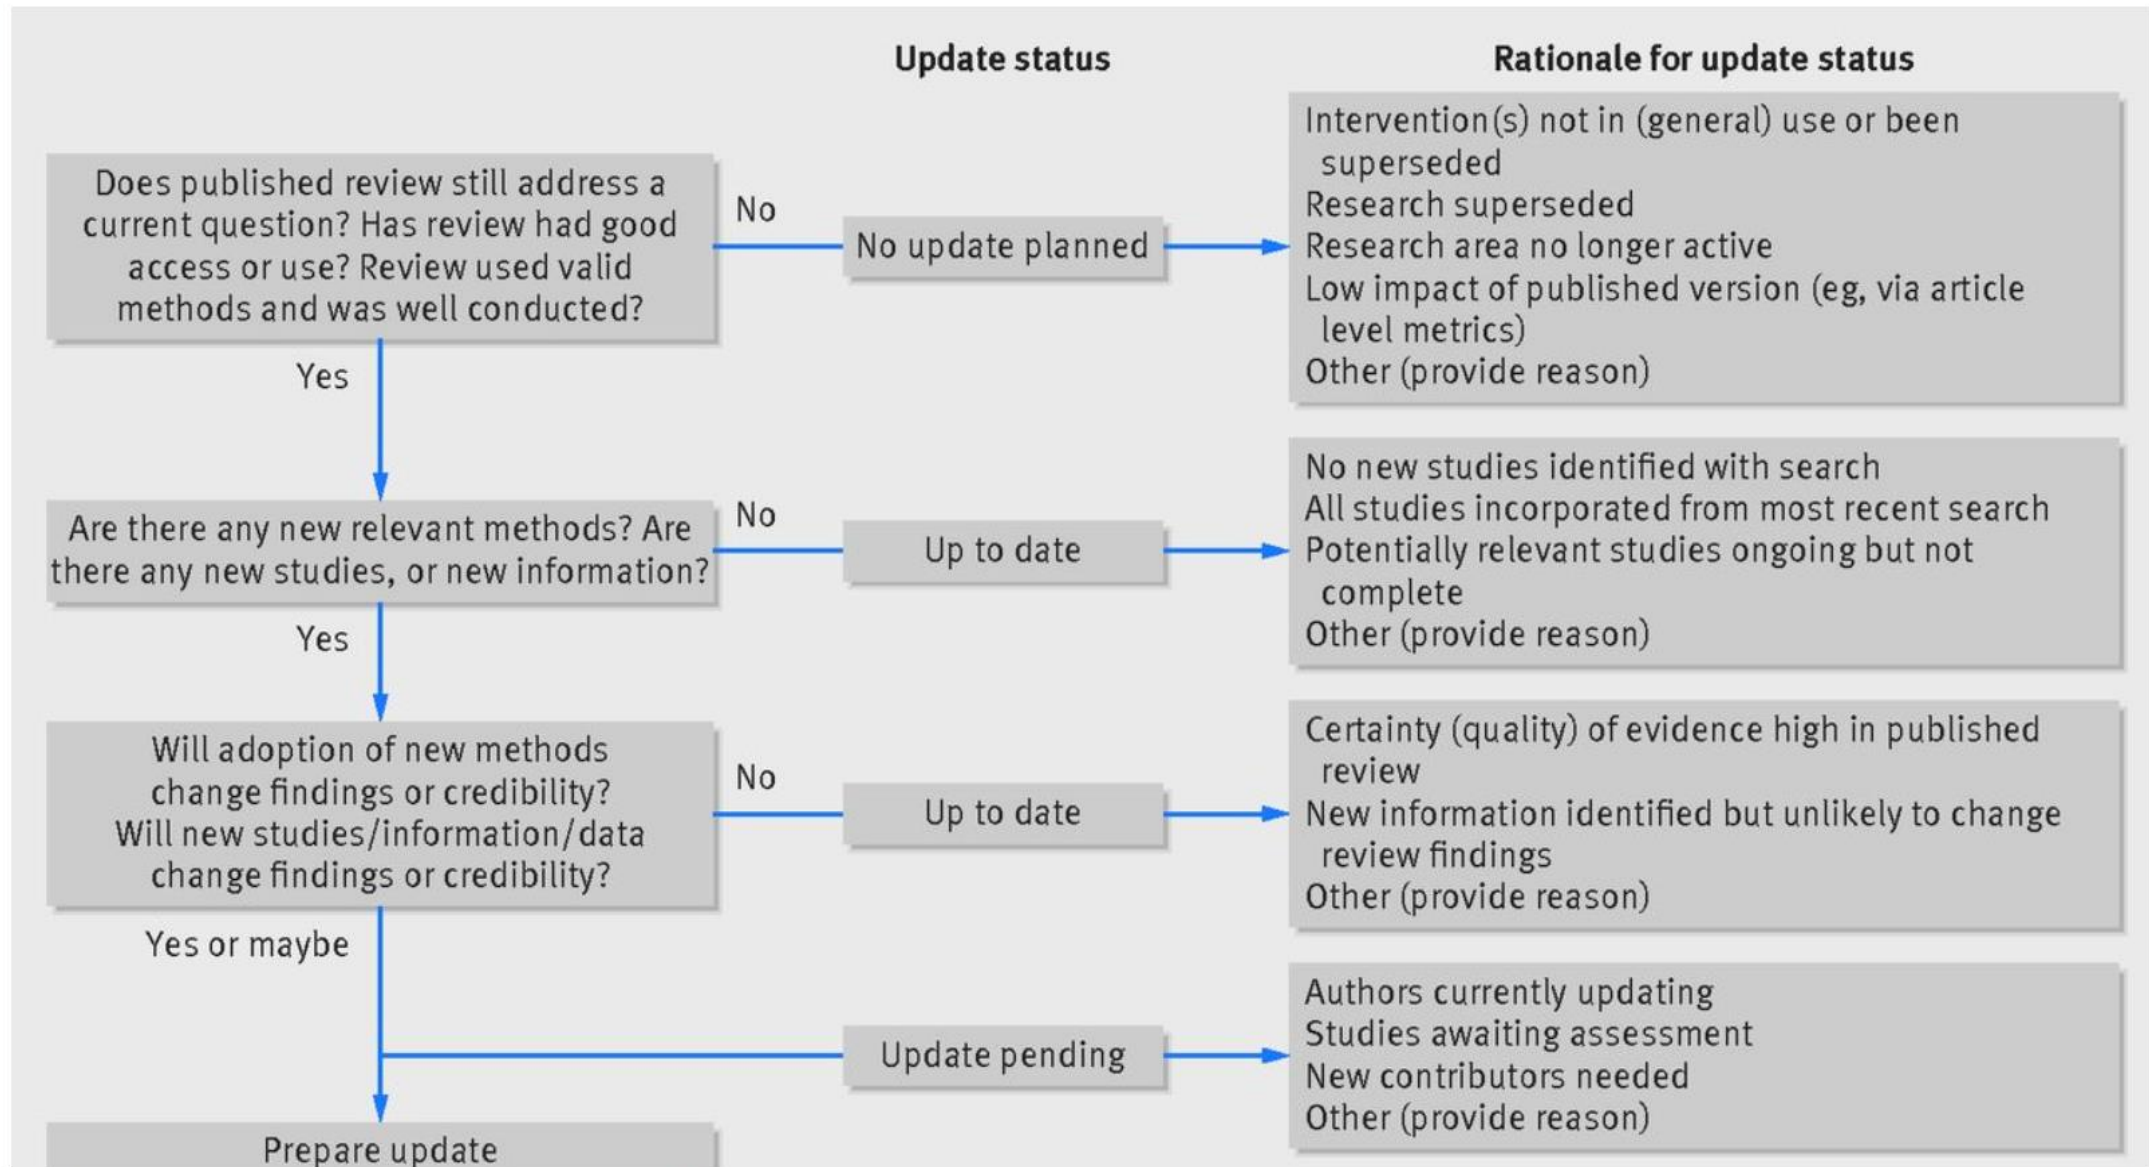 Update status
Rationale for update status
Does published review still address a
current question? Has review had good
access or use? Review used valid
methods and was well conducted?
No
No update planned
Intervention(s) not in (general) use or been
superseded
Research superseded
Research area no longer active
Low impact of published version (eg, via article
level metrics)
Other (provide reason)
Yes
Are there any new relevant methods? Are
there any new studies, or new information?
No
Up to date
No new studies identified with search
All studies incorporated from most recent search
Potentially relevant studies ongoing but not
complete
Other (provide reason)
Yes
Will adoption of new methods
change findings or credibility?
Will new studies/information/data
change findings or credibility?
No
Up to date
Certainty (quality) of evidence high in published
review
New information identified but unlikely to change
review findings
Other (provide reason)
Yes or maybe
Update pending
Authors currently updating
Studies awaiting assessment
New contributors needed
Other (provide reason)
Prepare update